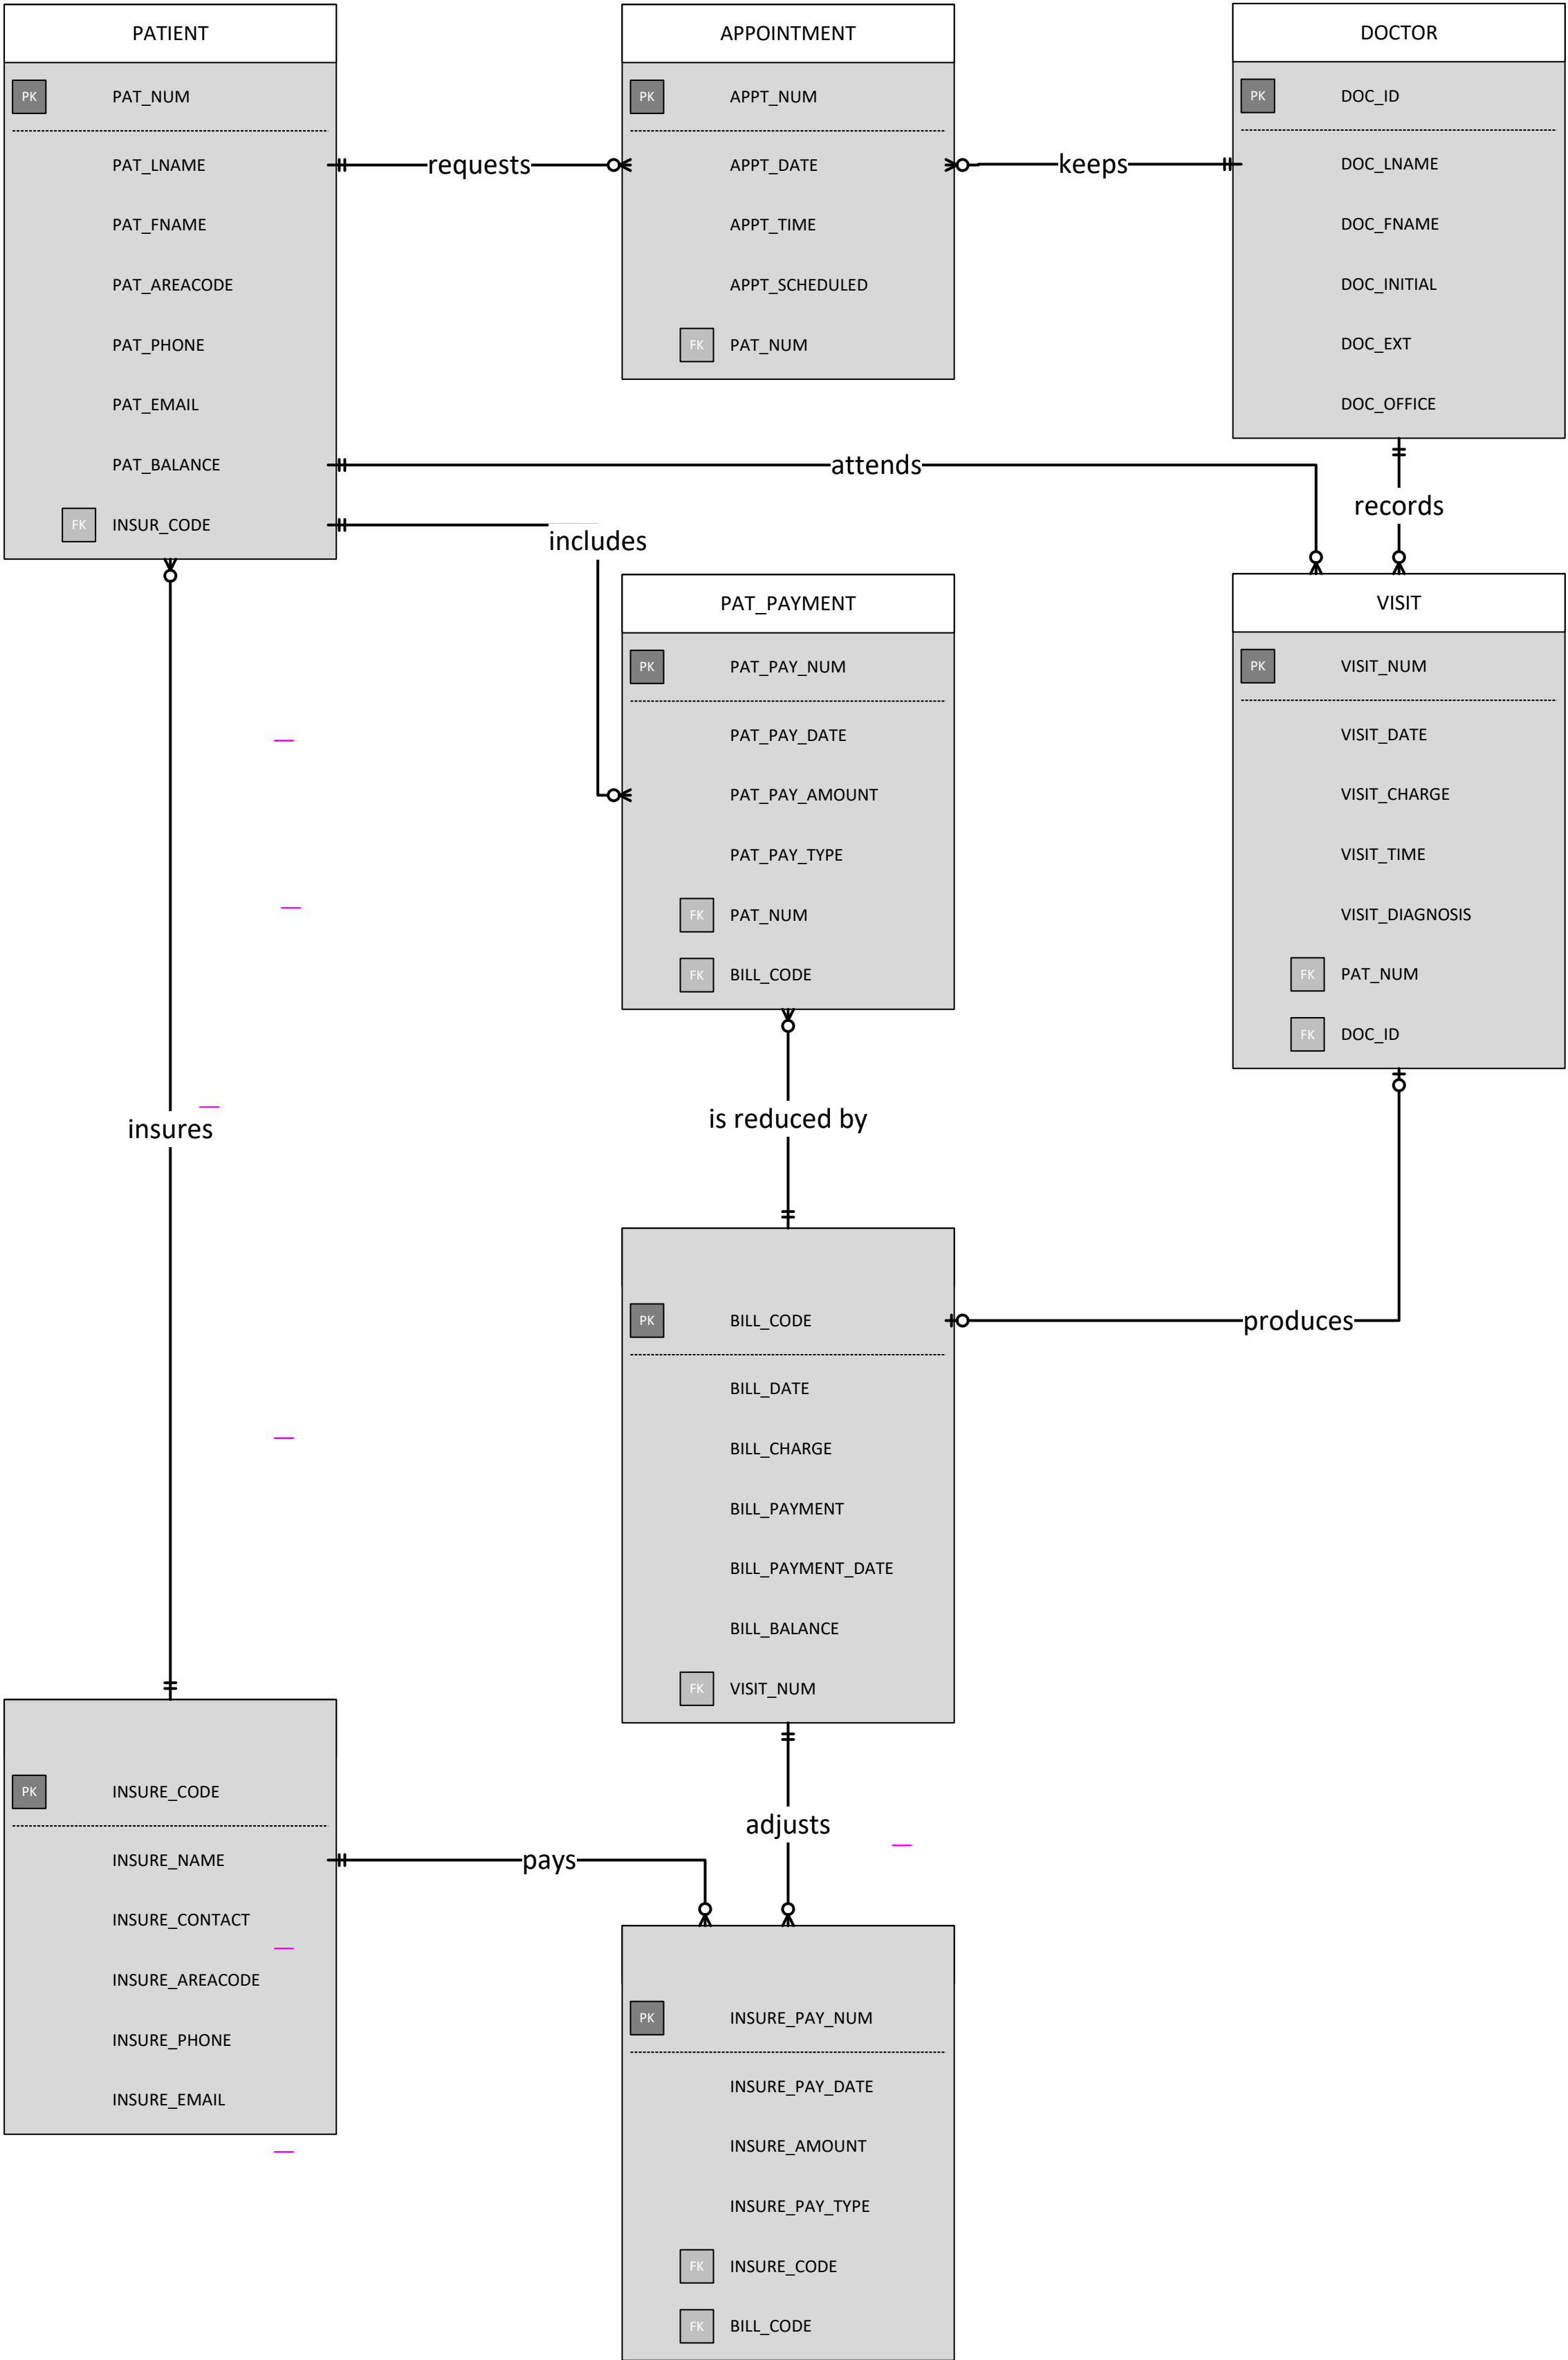 PATIENT
PK PAT_NUM
PAT_LNAME
PAT_FNAME
PAT_AREACODE
PAT_PHONE
PAT_EMAIL
PAT_BALANCE
FK INSUR_CODE
requests
APPOINTMENT
PK APPT_NUM
APPT_DATE
APPT_TIME
APPT_SCHEDULED
FK PAT_NUM
keeps
DOCTOR
PK DOC_ID
DOC_LNAME
DOC_FNAME
DOC_INITIAL
DOC_EXT
DOC_OFFICE
attends
records
includes
PAT_PAYMENT
PK PAT_PAY_NUM
PAT_PAY_DATE
PAT_PAY_AMOUNT
PAT_PAY_TYPE
FK PAT_NUM
FK BILL_CODE
VISIT
PK VISIT_NUM
VISIT_DATE
VISIT_CHARGE
VISIT_TIME
VISIT_DIAGNOSIS
FK PAT_NUM
FK DOC_ID
insures
is reduced by
produces
PK BILL_CODE
BILL_DATE
BILL_CHARGE
BILL_PAYMENT
BILL_PAYMENT_DATE
BILL_BALANCE
FK VISIT_NUM
PK INSURE_CODE
INSURE_NAME
INSURE_CONTACT
INSURE_AREACODE
INSURE_PHONE
INSURE_EMAIL
pays
adjusts
PK INSURE_PAY_NUM
INSURE_PAY_DATE
INSURE_AMOUNT
INSURE_PAY_TYPE
FK INSURE_CODE
FK BILL_CODE